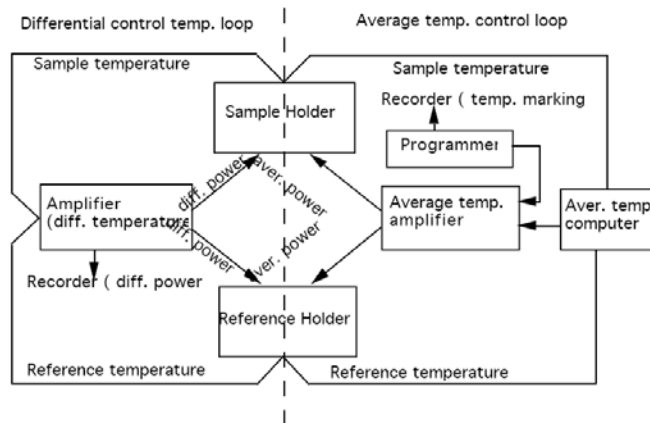 Differential control temp. loop
Average temp. control loop
Sample temperature
Sample temperature
Recorder ( temp. marking
Sample Holder
Programmer
diff. power
aver. power
Amplifier
(diff. temperature
Average temp.
amplifier
Aver. temp
computer
diff. power
ver. power
Recorder ( diff. power
Reference Holder
Reference temperature
Reference temperature